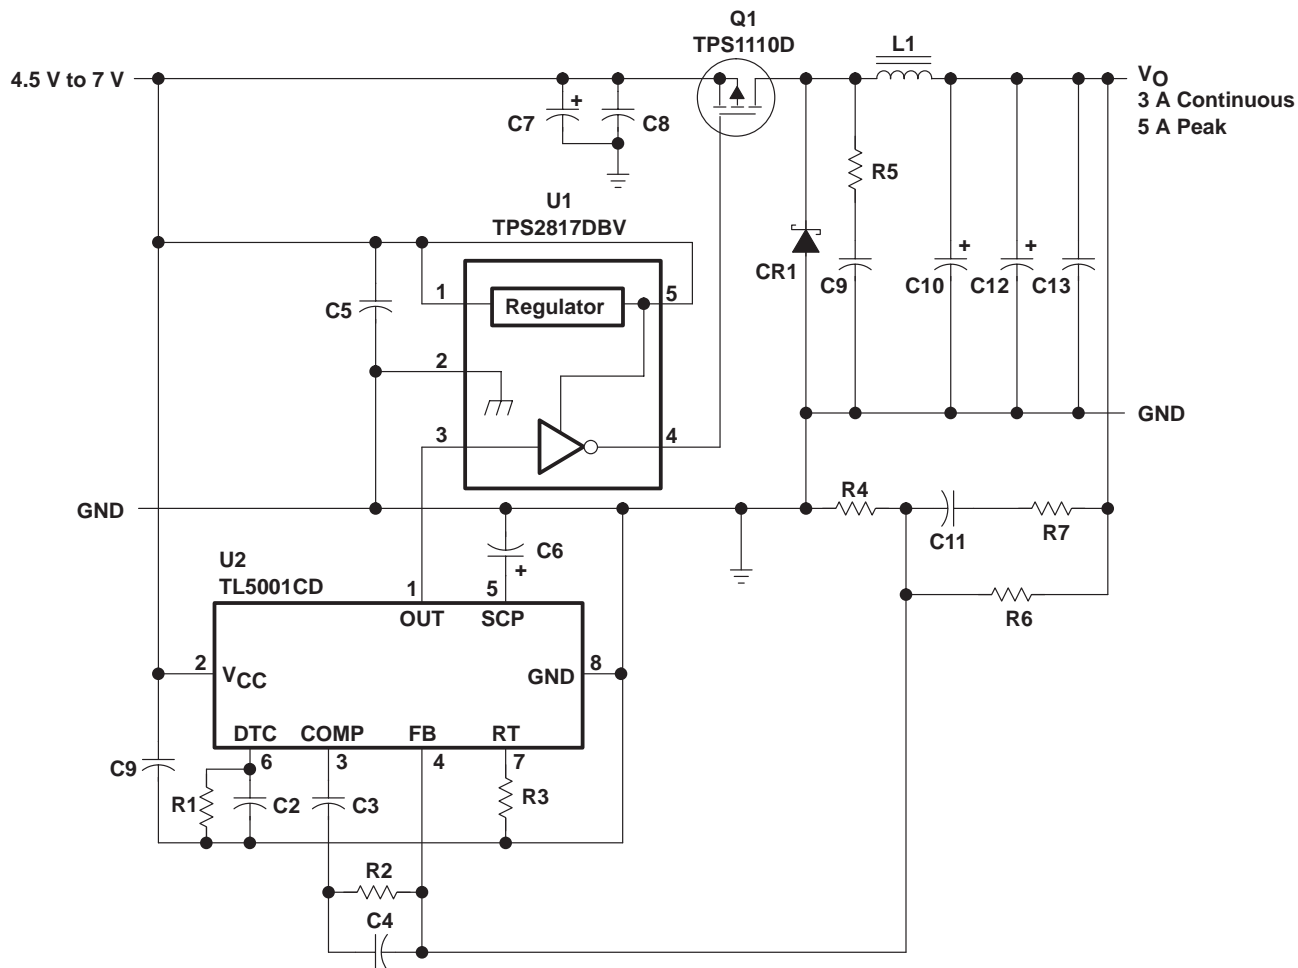 Q1
TPS1110D
L1
4.5 V to 7 V
VO
3 A Continuous
5 A Peak
+
C7
C8
R5
U1
TPS2817DBV
+
+
CR1
C9
C10
C12
C13
C5
1
Regulator
5
2
3
4
GND
GND
R4
C11
R7
C6
+
U2
TL5001CD
1
5
OUT
SCP
R6
2
VCC
GND
8
DTC
COMP
FB
RT
6
3
4
7
C9
R1
C2
C3
R3
R2
C4